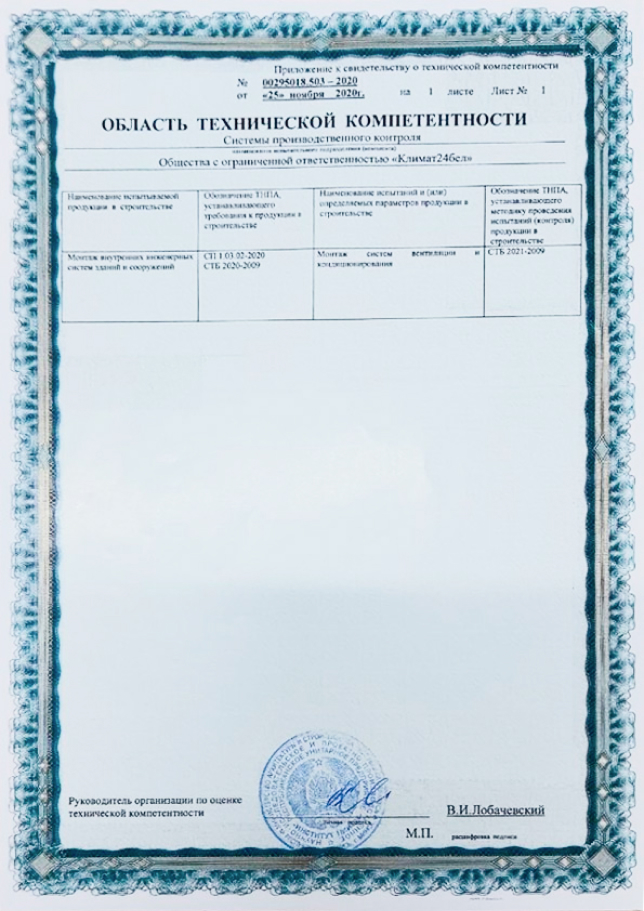 Приложение к свидетельству о технической компетентности
№ 00295018.503 – 2020
от «25» ноября 2020г. на 1 листе Лист № 1
ОБЛАСТЬ ТЕХНИЧЕСКОЙ КОМПЕТЕНТНОСТИ
Системы производственного контроля
Общества с ограниченной ответственностью «Климат24бел»
Наименование испытываемой
продукции в строительстве
Обозначение ТНПА,
устанавливающего
требования к продукции в
строительстве
Наименование испытаний и (или)
определяемых параметров продукции в
строительстве
Обозначение ТНПА,
устанавливающего
методику проведения
испытаний (контроля)
продукции в
строительстве
Монтаж внутренних инженерных
систем зданий и сооружений
СП 1.03.02-2020
СТБ 2020-2009
Монтаж систем вентиляции и
кондиционирования
СТБ 2021-2009
Руководитель организации по оценке
технической компетентности
В.И.Лобачевский
М.П. расшифровка подписи